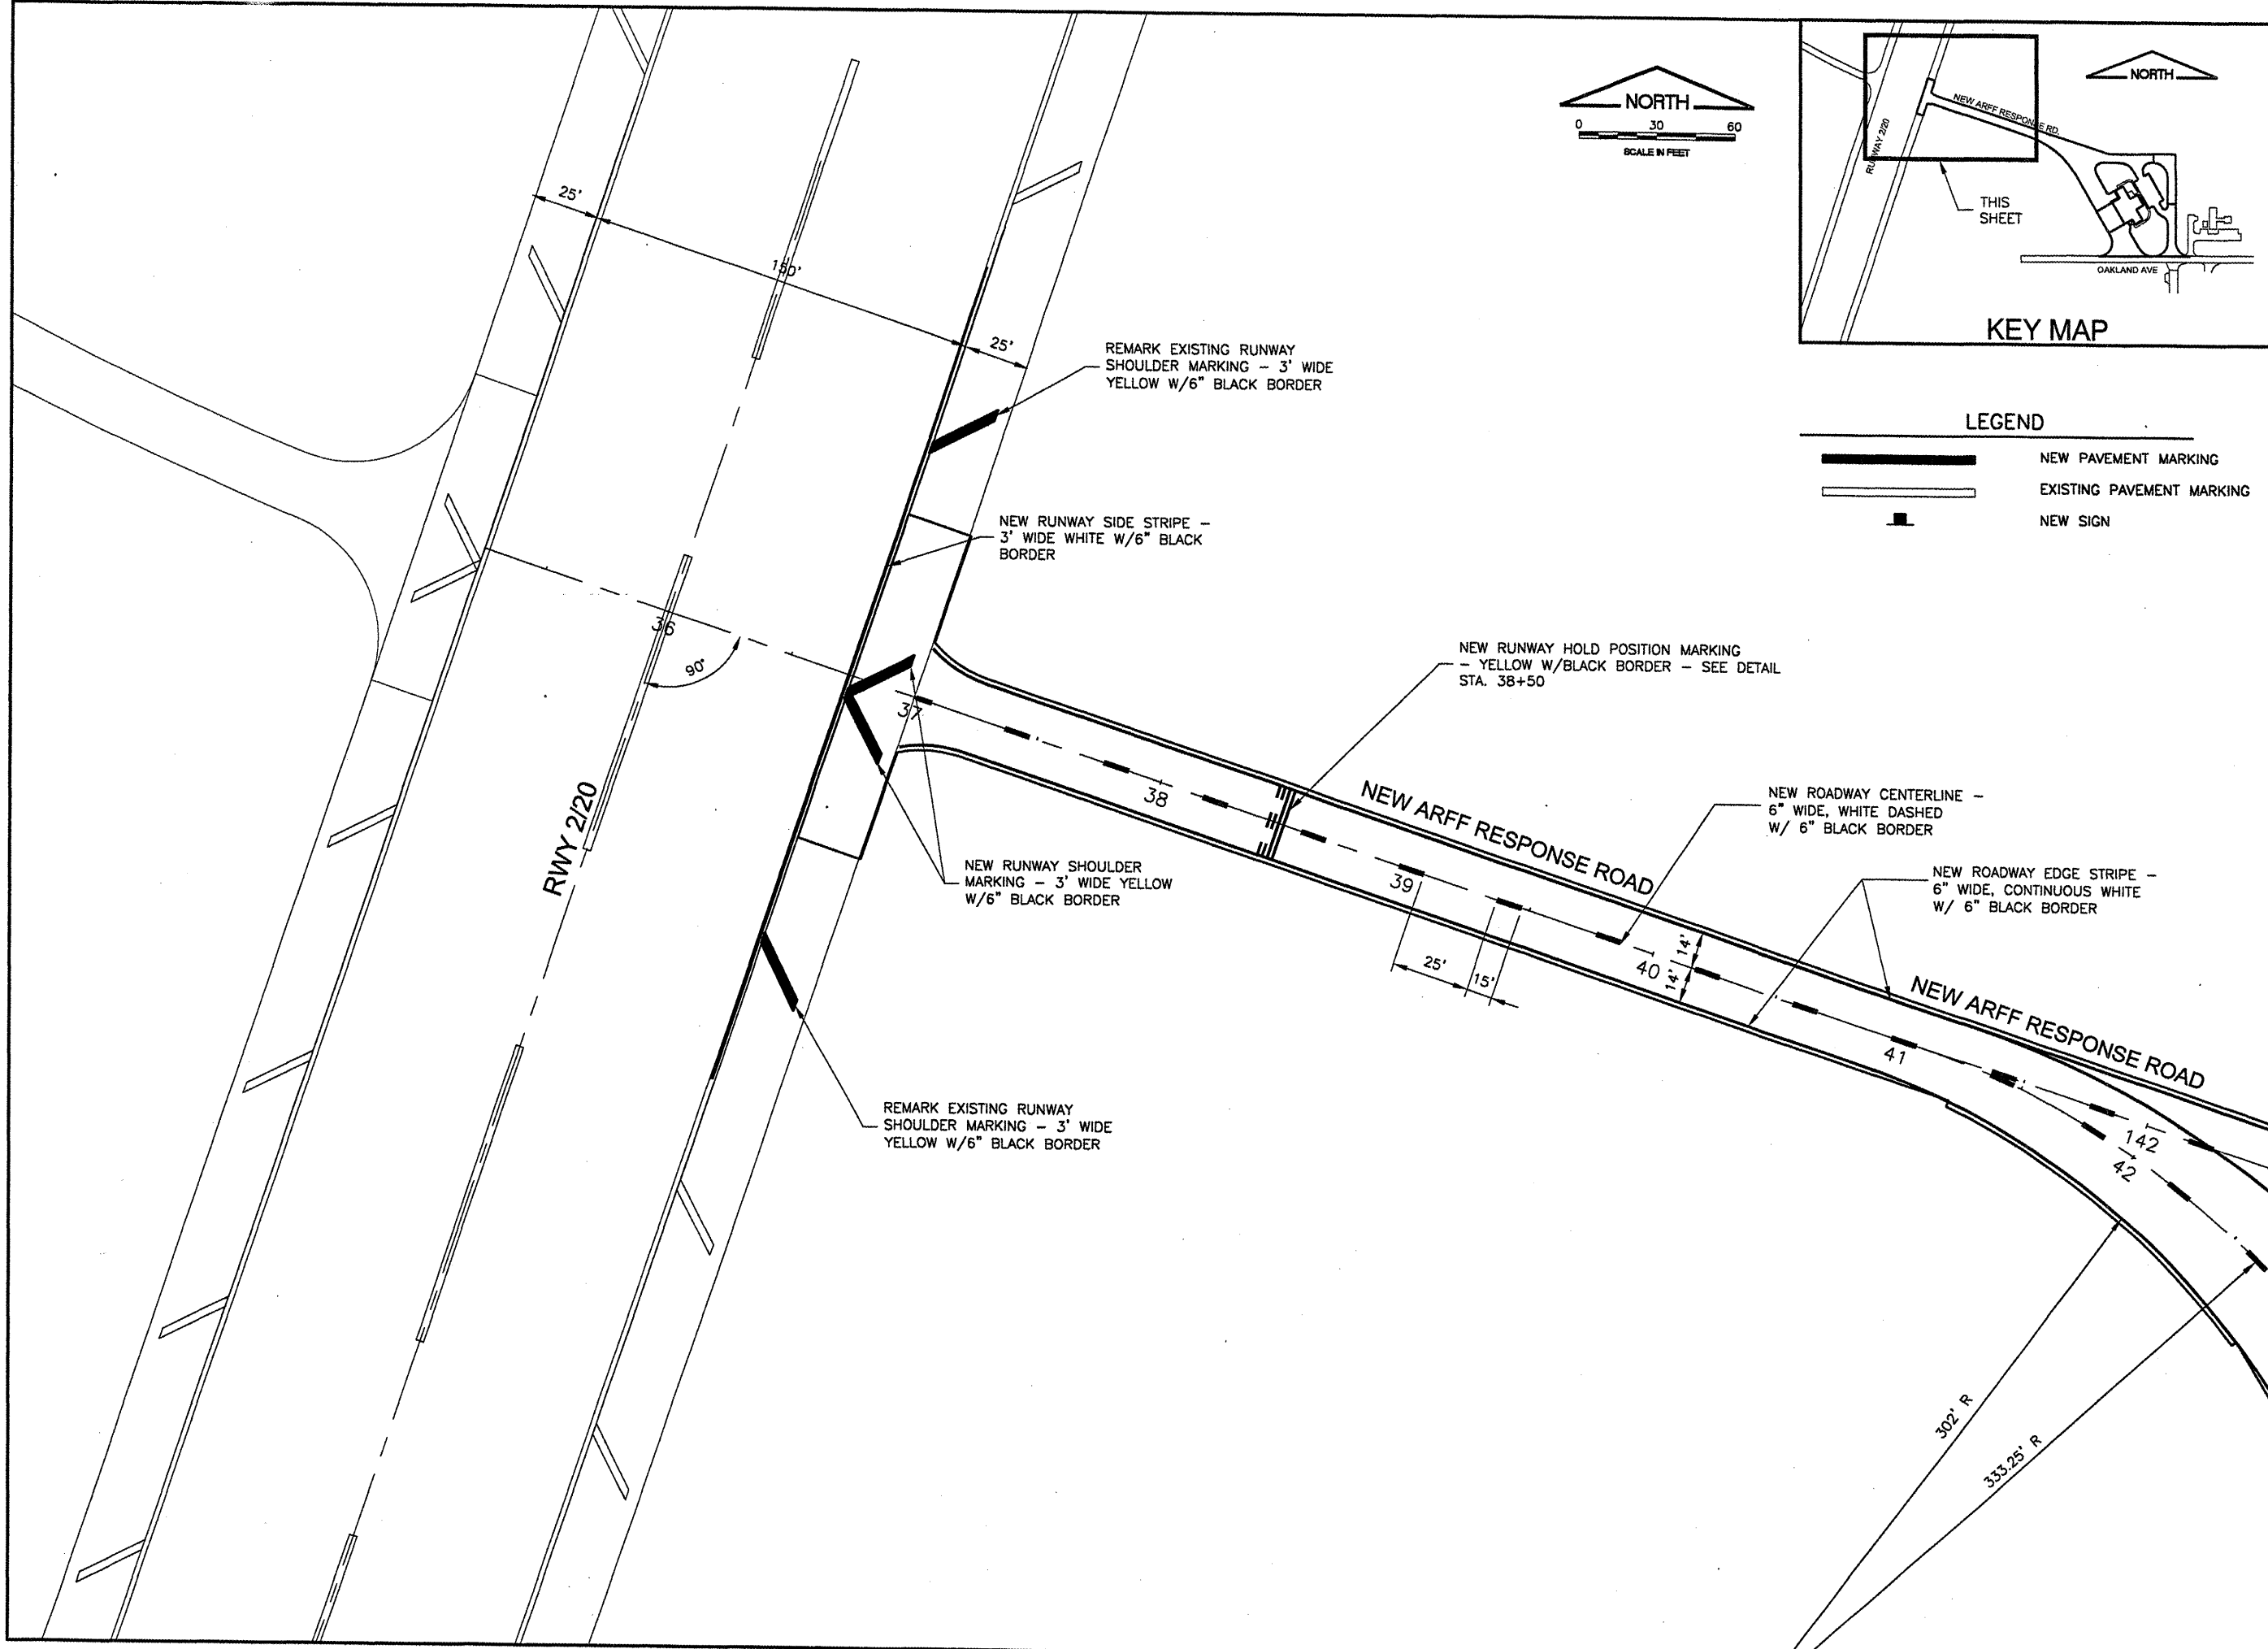 25'
150'
25'
REMARK EXISTING RUNWAY
SHOULDER MARKING – 3' WIDE
YELLOW W/6" BLACK BORDER
NORTH
0 30 60
SCALE IN FEET
NORTH
NEW ARFF RESPONSE RD.
RUNWAY 2/20
THIS
SHEET
OAKLAND AVE
KEY MAP
LEGEND
NEW PAVEMENT MARKING
EXISTING PAVEMENT MARKING
NEW SIGN
NEW RUNWAY SIDE STRIPE –
3' WIDE WHITE W/6" BLACK
BORDER
36
90°
37
38
39
40
41
142
42
RWY 2/20
NEW RUNWAY HOLD POSITION MARKING
– YELLOW W/BLACK BORDER – SEE DETAIL
STA. 38+50
NEW ARFF RESPONSE ROAD
NEW ROADWAY CENTERLINE –
6" WIDE, WHITE DASHED
W/ 6" BLACK BORDER
NEW ROADWAY EDGE STRIPE –
6" WIDE, CONTINUOUS WHITE
W/ 6" BLACK BORDER
NEW RUNWAY SHOULDER
MARKING – 3' WIDE YELLOW
W/6" BLACK BORDER
25'
15'
14'
14'
NEW ARFF RESPONSE ROAD
REMARK EXISTING RUNWAY
SHOULDER MARKING – 3' WIDE
YELLOW W/6" BLACK BORDER
302' R
333.25' R